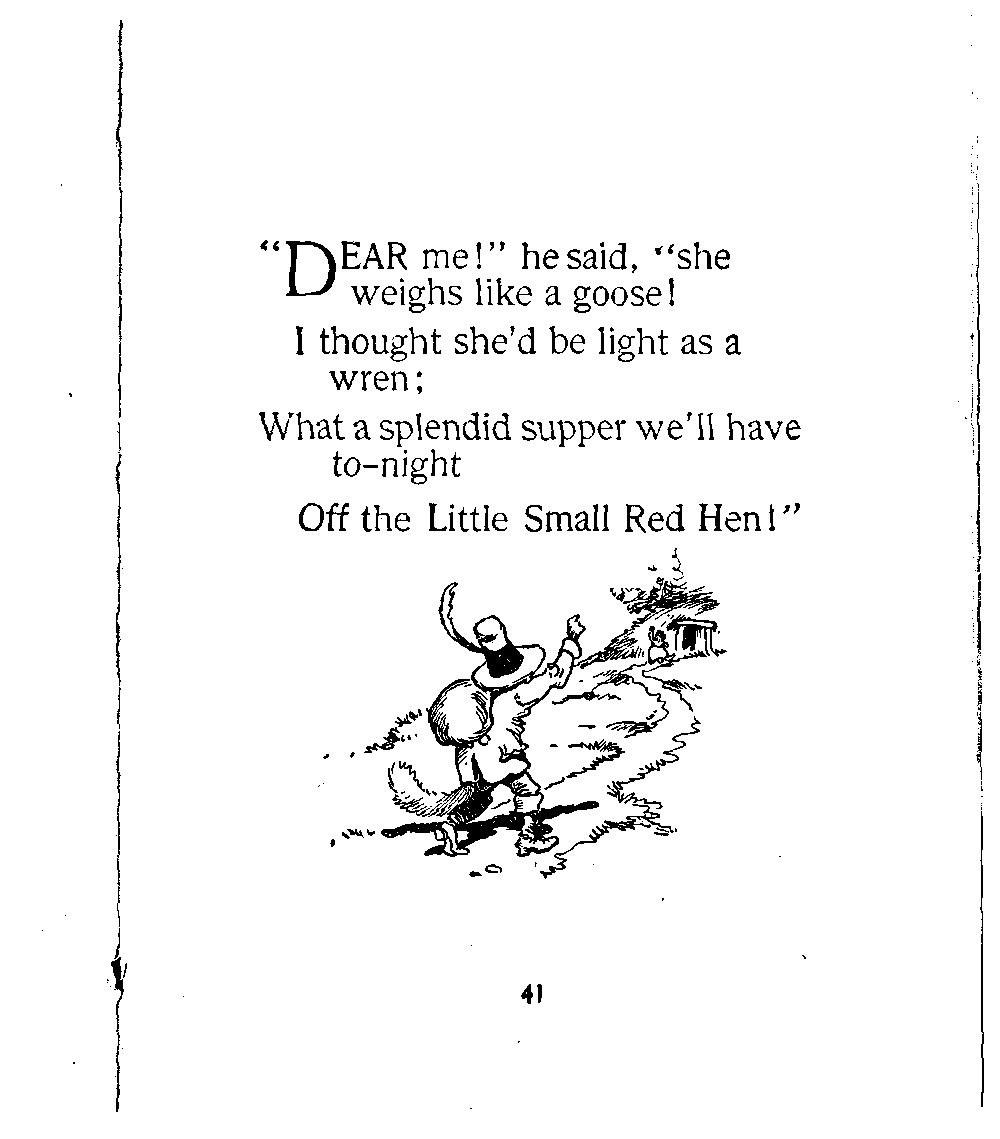 “DEAR me!” he said, “she
weighs like a goose!
I thought she’d be light as a
wren;
What a splendid supper we’ll have
to-night
Off the Little Small Red Hen!”
41